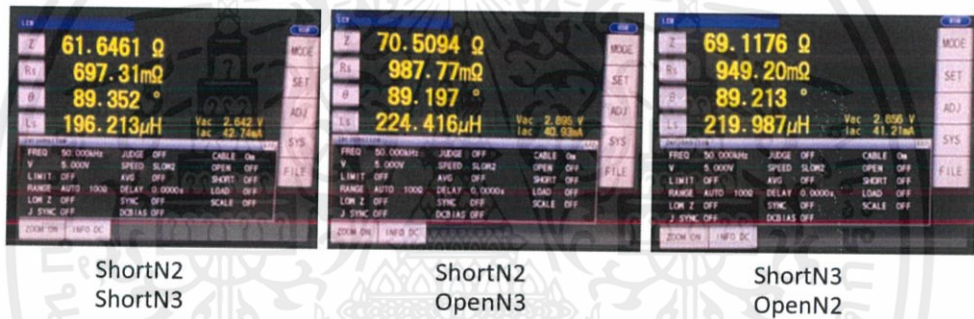 LCR
USB
Z 61.6461 Ω
MODE
Rs 697.31mΩ
SET
θ 89.352 °
ADJ
Ls 196.213μH
Vac 2.642 V
Iac 42.74mA
SYS
FREQ 50.000kHz JUDGE OFF CABLE 0m
V 5.000V SPEED SLOW2 OPEN OFF
FILE
LIMIT OFF AVG OFF SHORT OFF
RANGE AUTO 100Ω DELAY 0.0000s LOAD OFF
LOW Z OFF SYNC OFF SCALE OFF
J SYNC OFF DCBIAS OFF
ZOOM ON INFO DC
ShortN2
ShortN3
LCR
USB
Z 70.5094 Ω
MODE
Rs 987.77mΩ
SET
θ 89.197 °
ADJ
Ls 224.416μH
Vac 2.895 V
Iac 40.93mA
SYS
FREQ 50.000kHz JUDGE OFF CABLE 0m
V 5.000V SPEED SLOW2 OPEN OFF
FILE
LIMIT OFF AVG OFF SHORT OFF
RANGE AUTO 100Ω DELAY 0.0000s LOAD OFF
LOW Z OFF SYNC OFF SCALE OFF
J SYNC OFF DCBIAS OFF
ZOOM ON INFO DC
ShortN2
OpenN3
LCR
USB
Z 69.1176 Ω
MODE
Rs 949.20mΩ
SET
θ 89.213 °
ADJ
Ls 219.987μH
Vac 2.856 V
Iac 41.21mA
SYS
FREQ 50.000kHz JUDGE OFF CABLE 0m
V 5.000V SPEED SLOW2 OPEN OFF
FILE
LIMIT OFF AVG OFF SHORT OFF
RANGE AUTO 100Ω DELAY 0.0000s LOAD OFF
LOW Z OFF SYNC OFF SCALE OFF
J SYNC OFF DCBIAS OFF
ZOOM ON INFO DC
ShortN3
OpenN2